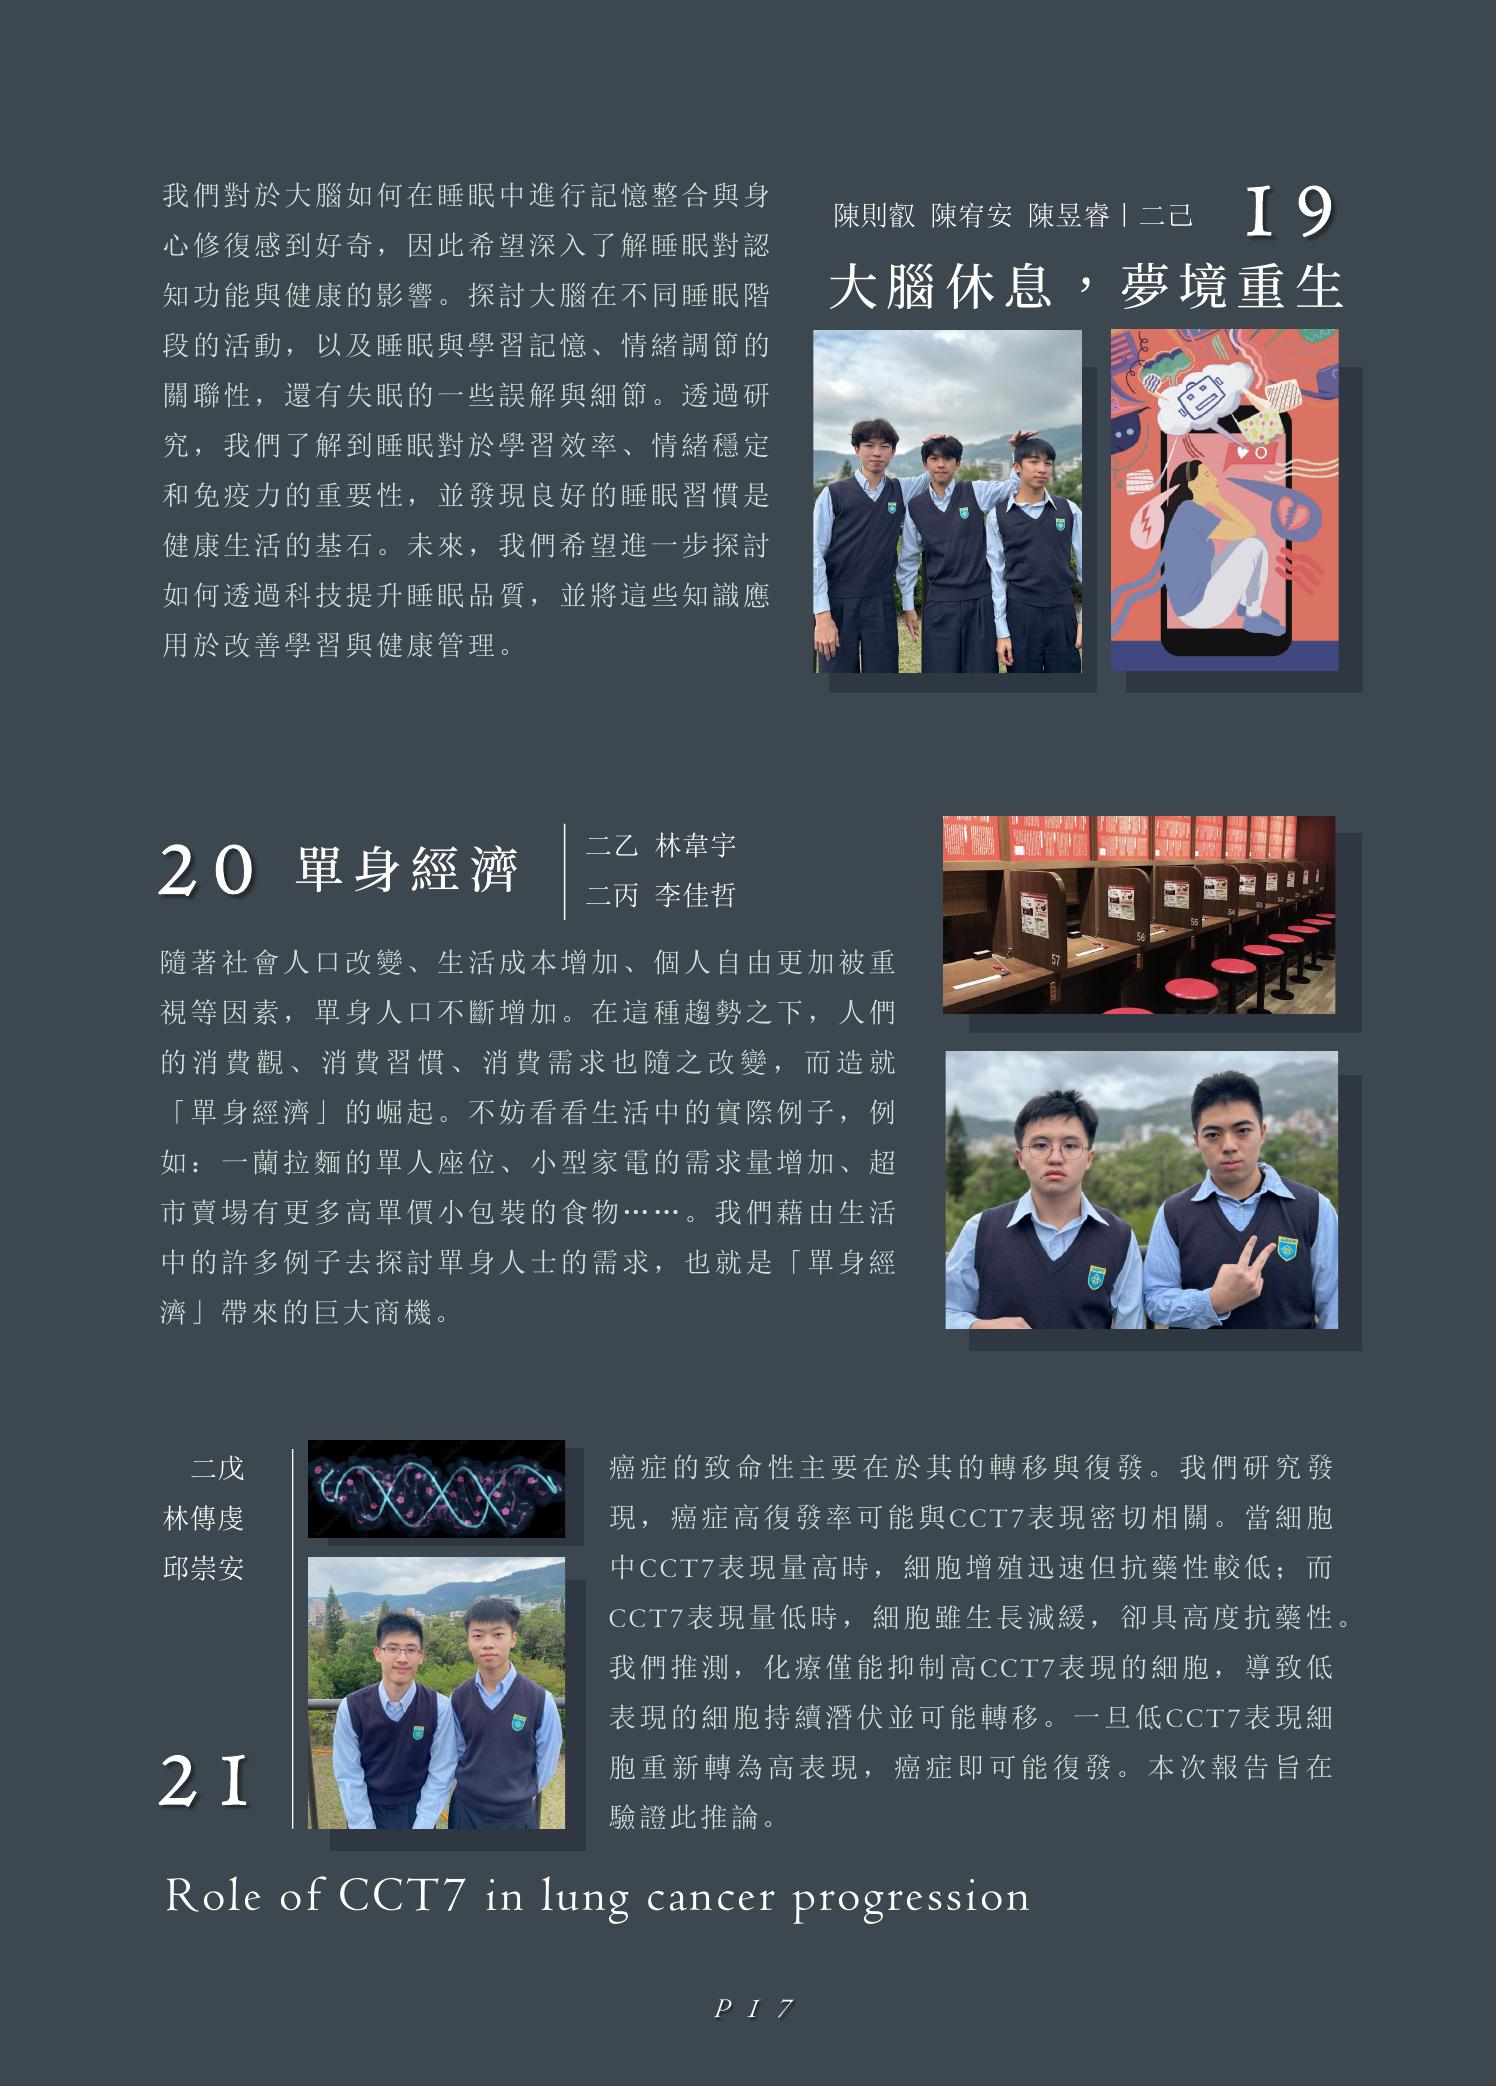 我們對於大腦如何在睡眠中進行記憶整合與身
心修復感到好奇，因此希望深入了解睡眠對認
知功能與健康的影響。探討大腦在不同睡眠階
段的活動，以及睡眠與學習記憶、情緒調節的
關聯性，還有失眠的一些誤解與細節。透過研
究，我們了解到睡眠對於學習效率、情緒穩定
和免疫力的重要性，並發現良好的睡眠習慣是
健康生活的基石。未來，我們希望進一步探討
如何透過科技提升睡眠品質，並將這些知識應
用於改善學習與健康管理。
陳則叡 陳宥安 陳昱睿｜二己
19
大腦休息，夢境重生
20 單身經濟
二乙 林韋宇
二丙 李佳哲
隨著社會人口改變、生活成本增加、個人自由更加被重
視等因素，單身人口不斷增加。在這種趨勢之下，人們
的消費觀、消費習慣、消費需求也隨之改變，而造就
「單身經濟」的崛起。不妨看看生活中的實際例子，例
如：一蘭拉麵的單人座位、小型家電的需求量增加、超
市賣場有更多高單價小包裝的食物……。我們藉由生活
中的許多例子去探討單身人士的需求，也就是「單身經
濟」帶來的巨大商機。
57
56
55
54
53
52
二戊
林傳虔
邱崇安
21
癌症的致命性主要在於其的轉移與復發。我們研究發
現，癌症高復發率可能與CCT7表現密切相關。當細胞
中CCT7表現量高時，細胞增殖迅速但抗藥性較低；而
CCT7表現量低時，細胞雖生長減緩，卻具高度抗藥性。
我們推測，化療僅能抑制高CCT7表現的細胞，導致低
表現的細胞持續潛伏並可能轉移。一旦低CCT7表現細
胞重新轉為高表現，癌症即可能復發。本次報告旨在
驗證此推論。
Role of CCT7 in lung cancer progression
P17